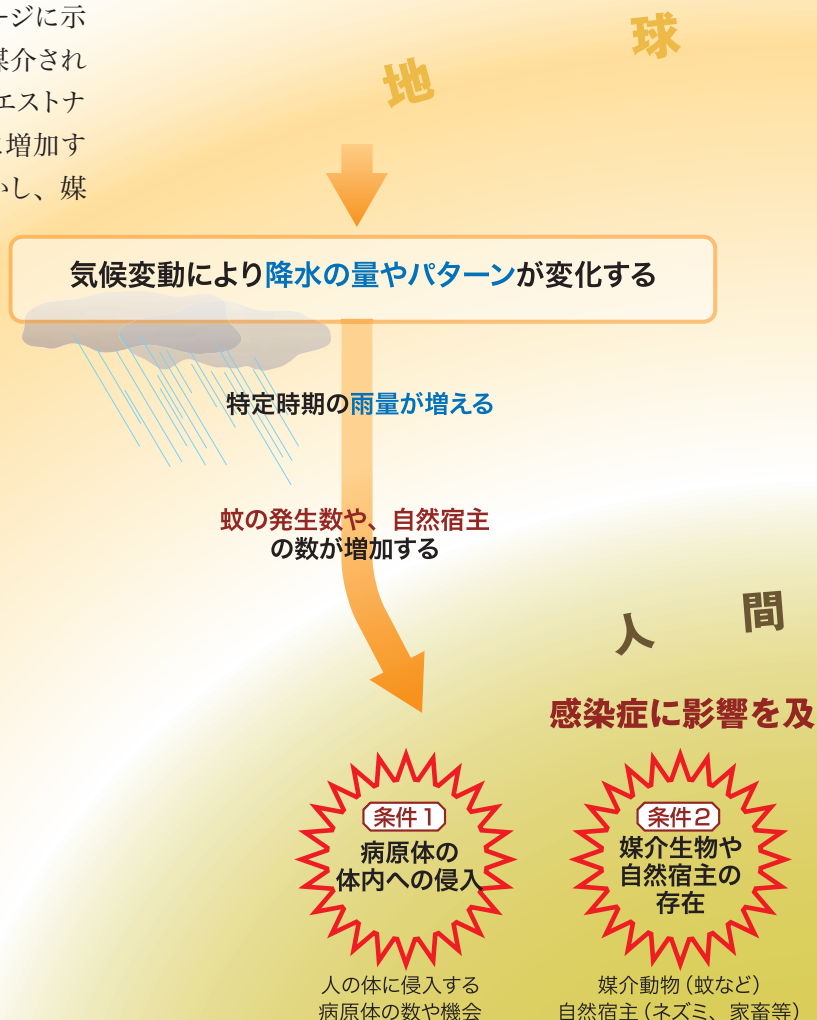 ージに示
媒介され
エストナ
増加す
かし、媒
地 球
気候変動により降水の量やパターンが変化する
特定時期の雨量が増える
蚊の発生数や、自然宿主
の数が増加する
人 間
感染症に影響を及
条件1
病原体の
体内への侵入
人の体に侵入する
病原体の数や機会
条件2
媒介生物や
自然宿主の
存在
媒介動物（蚊など）
自然宿主（ネズミ、家畜等）